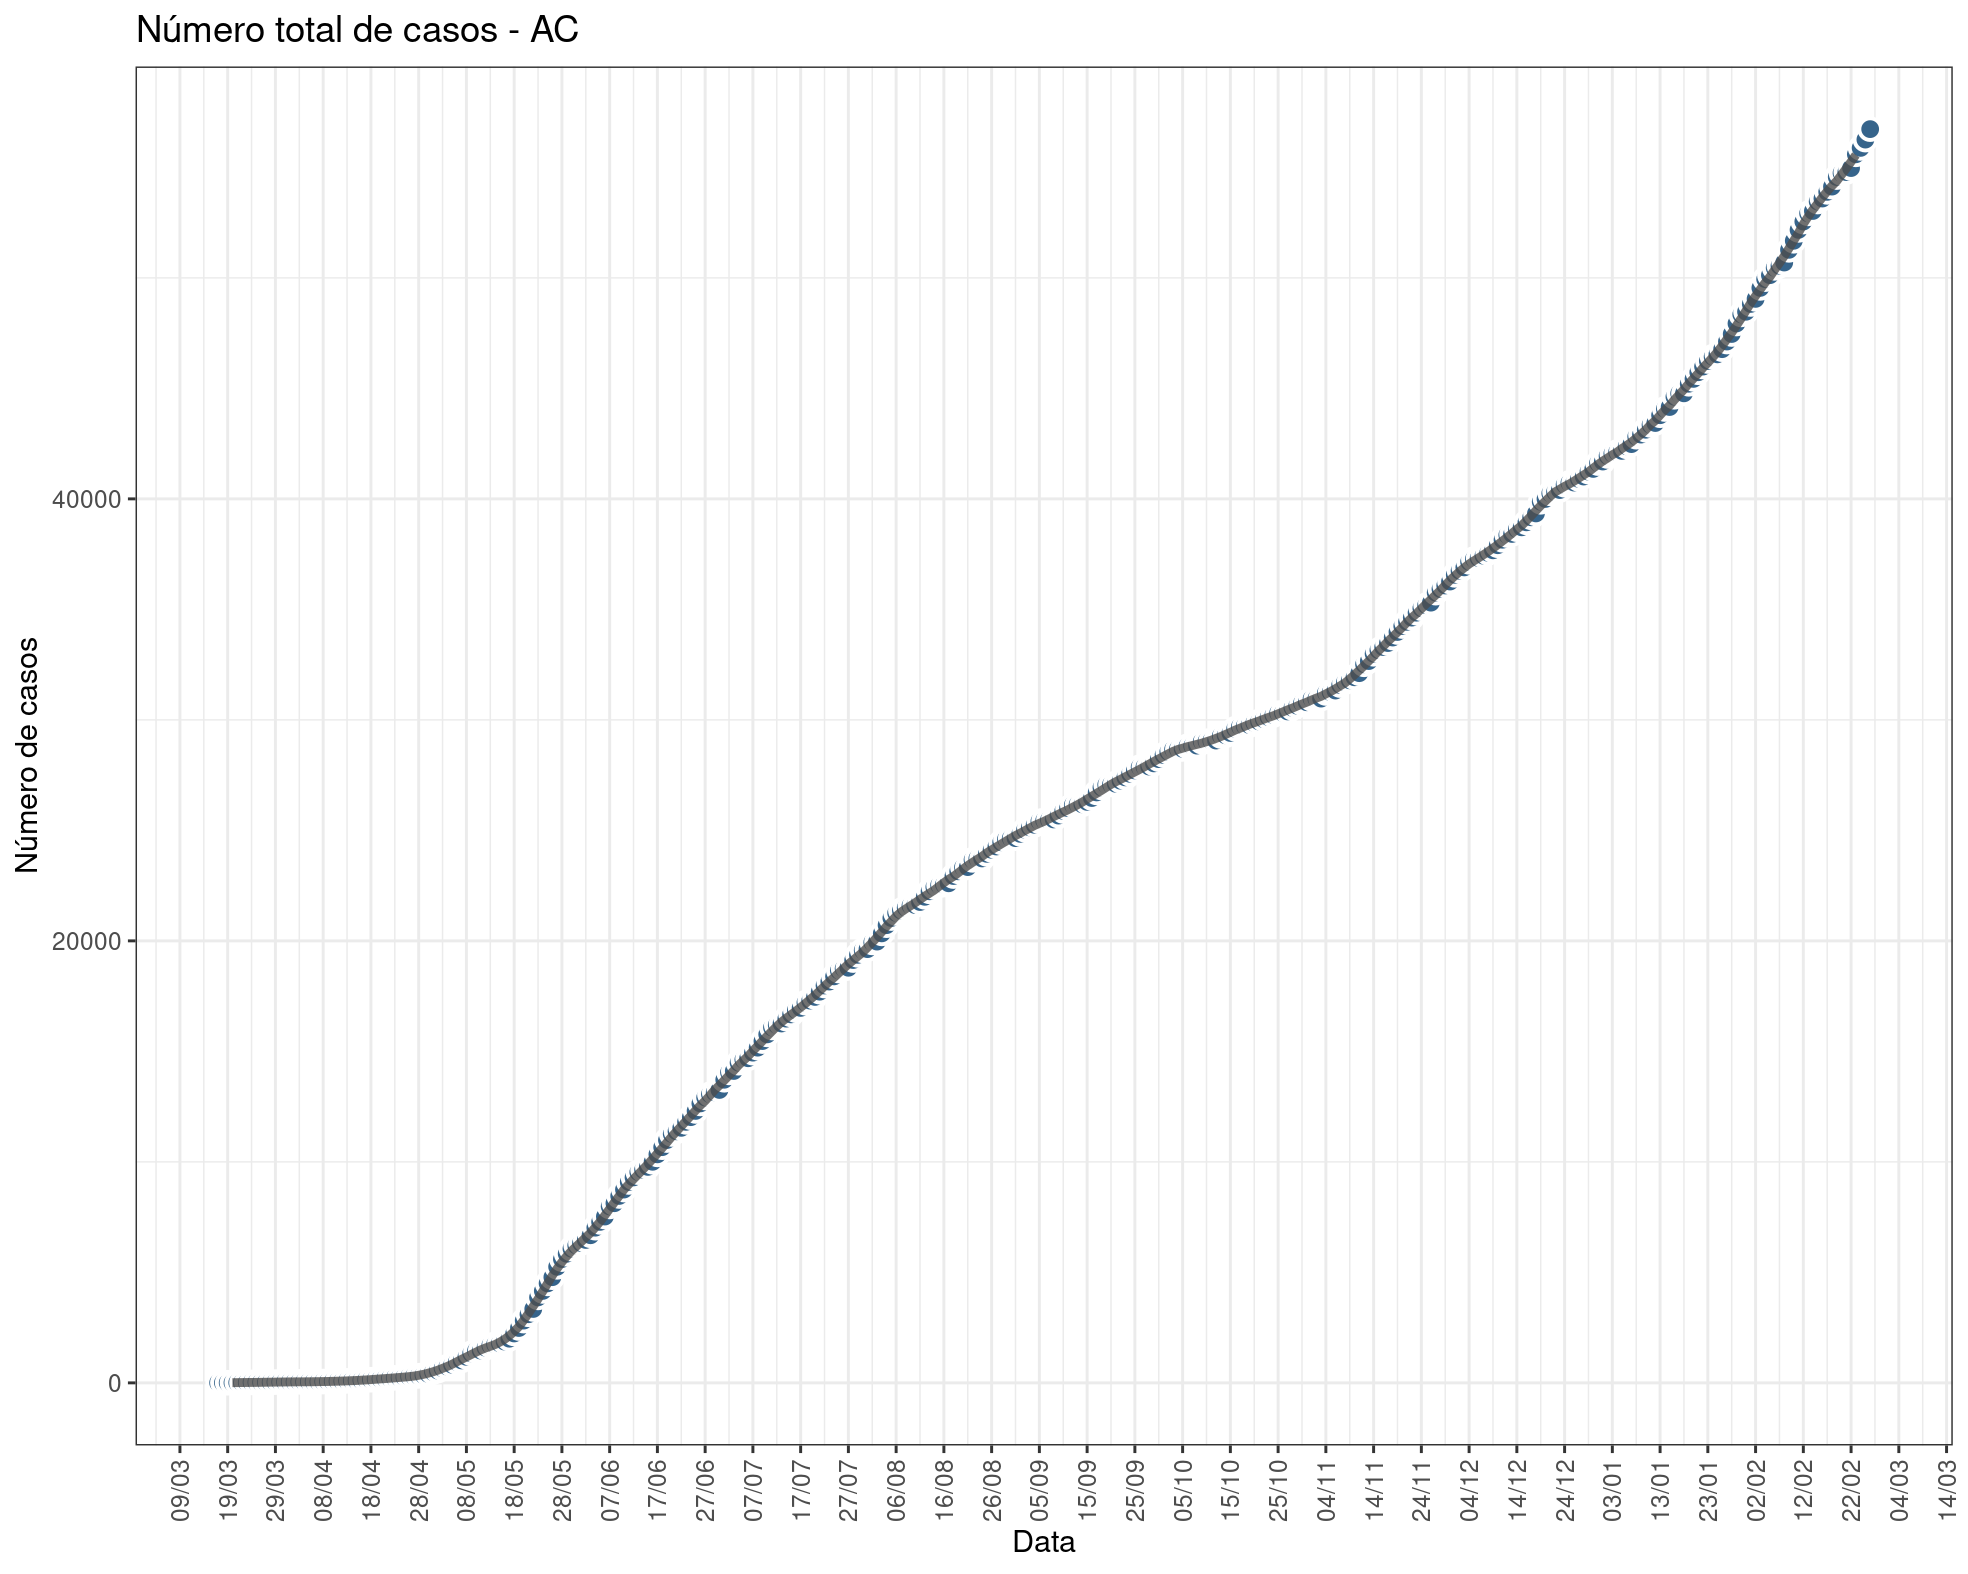 Número total de casos - AC
Número de casos
40000
20000
0
09/03 19/03 29/03 08/04 18/04 28/04 08/05 18/05 28/05 07/06 17/06 27/06 07/07 17/07 27/07 06/08 16/08 26/08 05/09 15/09 25/09 05/10 15/10 25/10 04/11 14/11 24/11 04/12 14/12 24/12 03/01 13/01 23/01 02/02 12/02 22/02 04/03 14/03
Data